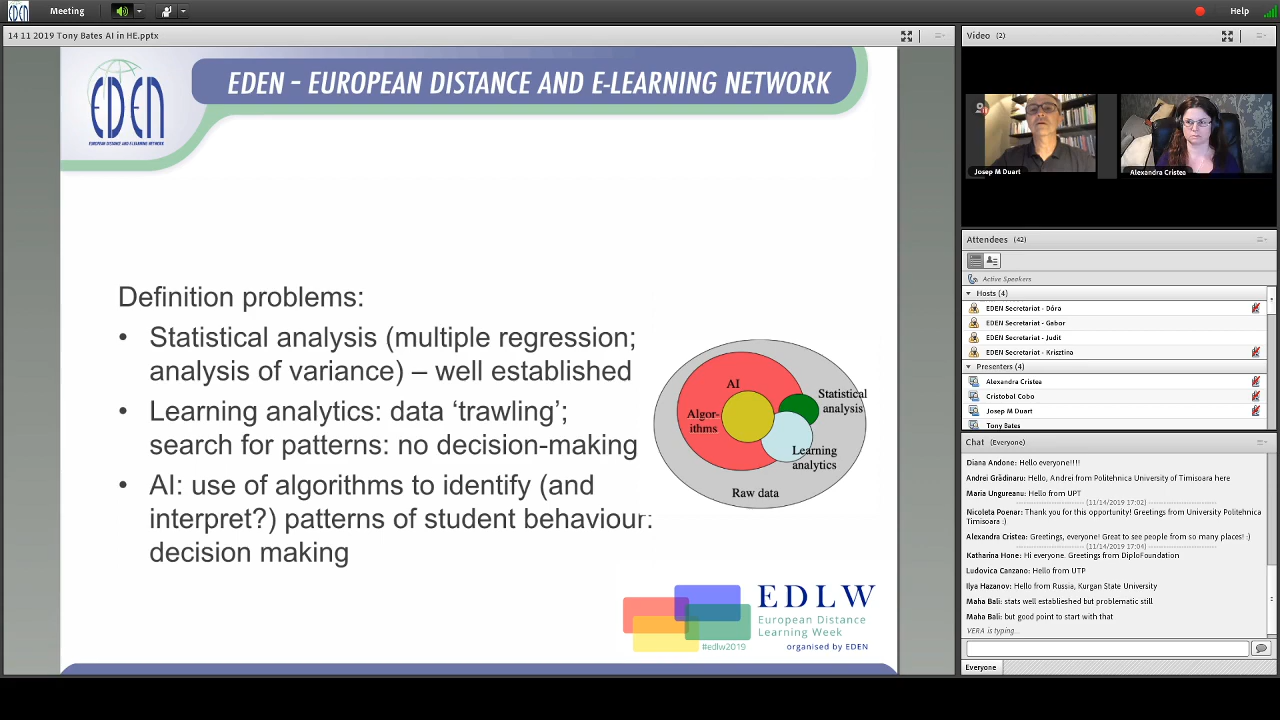 EDEN
Meeting
Help
14 11 2019 Tony Bates AI in HE.pptx
EDEN
EUROPEAN DISTANCE AND E-LEARNING NETWORK
EDEN - EUROPEAN DISTANCE AND E-LEARNING NETWORK
Definition problems:
• Statistical analysis (multiple regression;
analysis of variance) – well established
• Learning analytics: data ‘trawling’;
search for patterns: no decision-making
• AI: use of algorithms to identify (and
interpret?) patterns of student behaviour:
decision making
AI
Algor-
ithms
Statistical
analysis
Learning
analytics
Raw data
EDLW
European Distance
Learning Week
#edlw2019
organised by EDEN
Video (2)
Josep M Duart
Alexandra Cristea
Attendees (42)
Active Speakers
Hosts (4)
EDEN Secretariat - Dóra
EDEN Secretariat - Gabor
EDEN Secretariat - Judit
EDEN Secretariat - Krisztina
Presenters (4)
Alexandra Cristea
Cristobal Cobo
Josep M Duart
Tony Bates
Chat (Everyone)
Diana Andone: Hello everyone!!!!
Andrei Grădinaru: Hello, Andrei from Politehnica University of Timisoara here
Maria Ungureanu: Hello from UPT
(11/14/2019 17:02)
Nicoleta Poenar: Thank you for this opportunity! Greetings from University Politehnica
Timisoara :)
Alexandra Cristea: Greetings, everyone! Great to see people from so many places! :)
(11/14/2019 17:04)
Katharina Hone: Hi everyone. Greetings from DiploFoundation
Ludovica Canzano: Hello from UTP
Ilya Hazanov: Hello from Russia, Kurgan State University
Maha Bali: stats well establieshed but problematic still
Maha Bali: but good point to start with that
VERA is typing...
Everyone